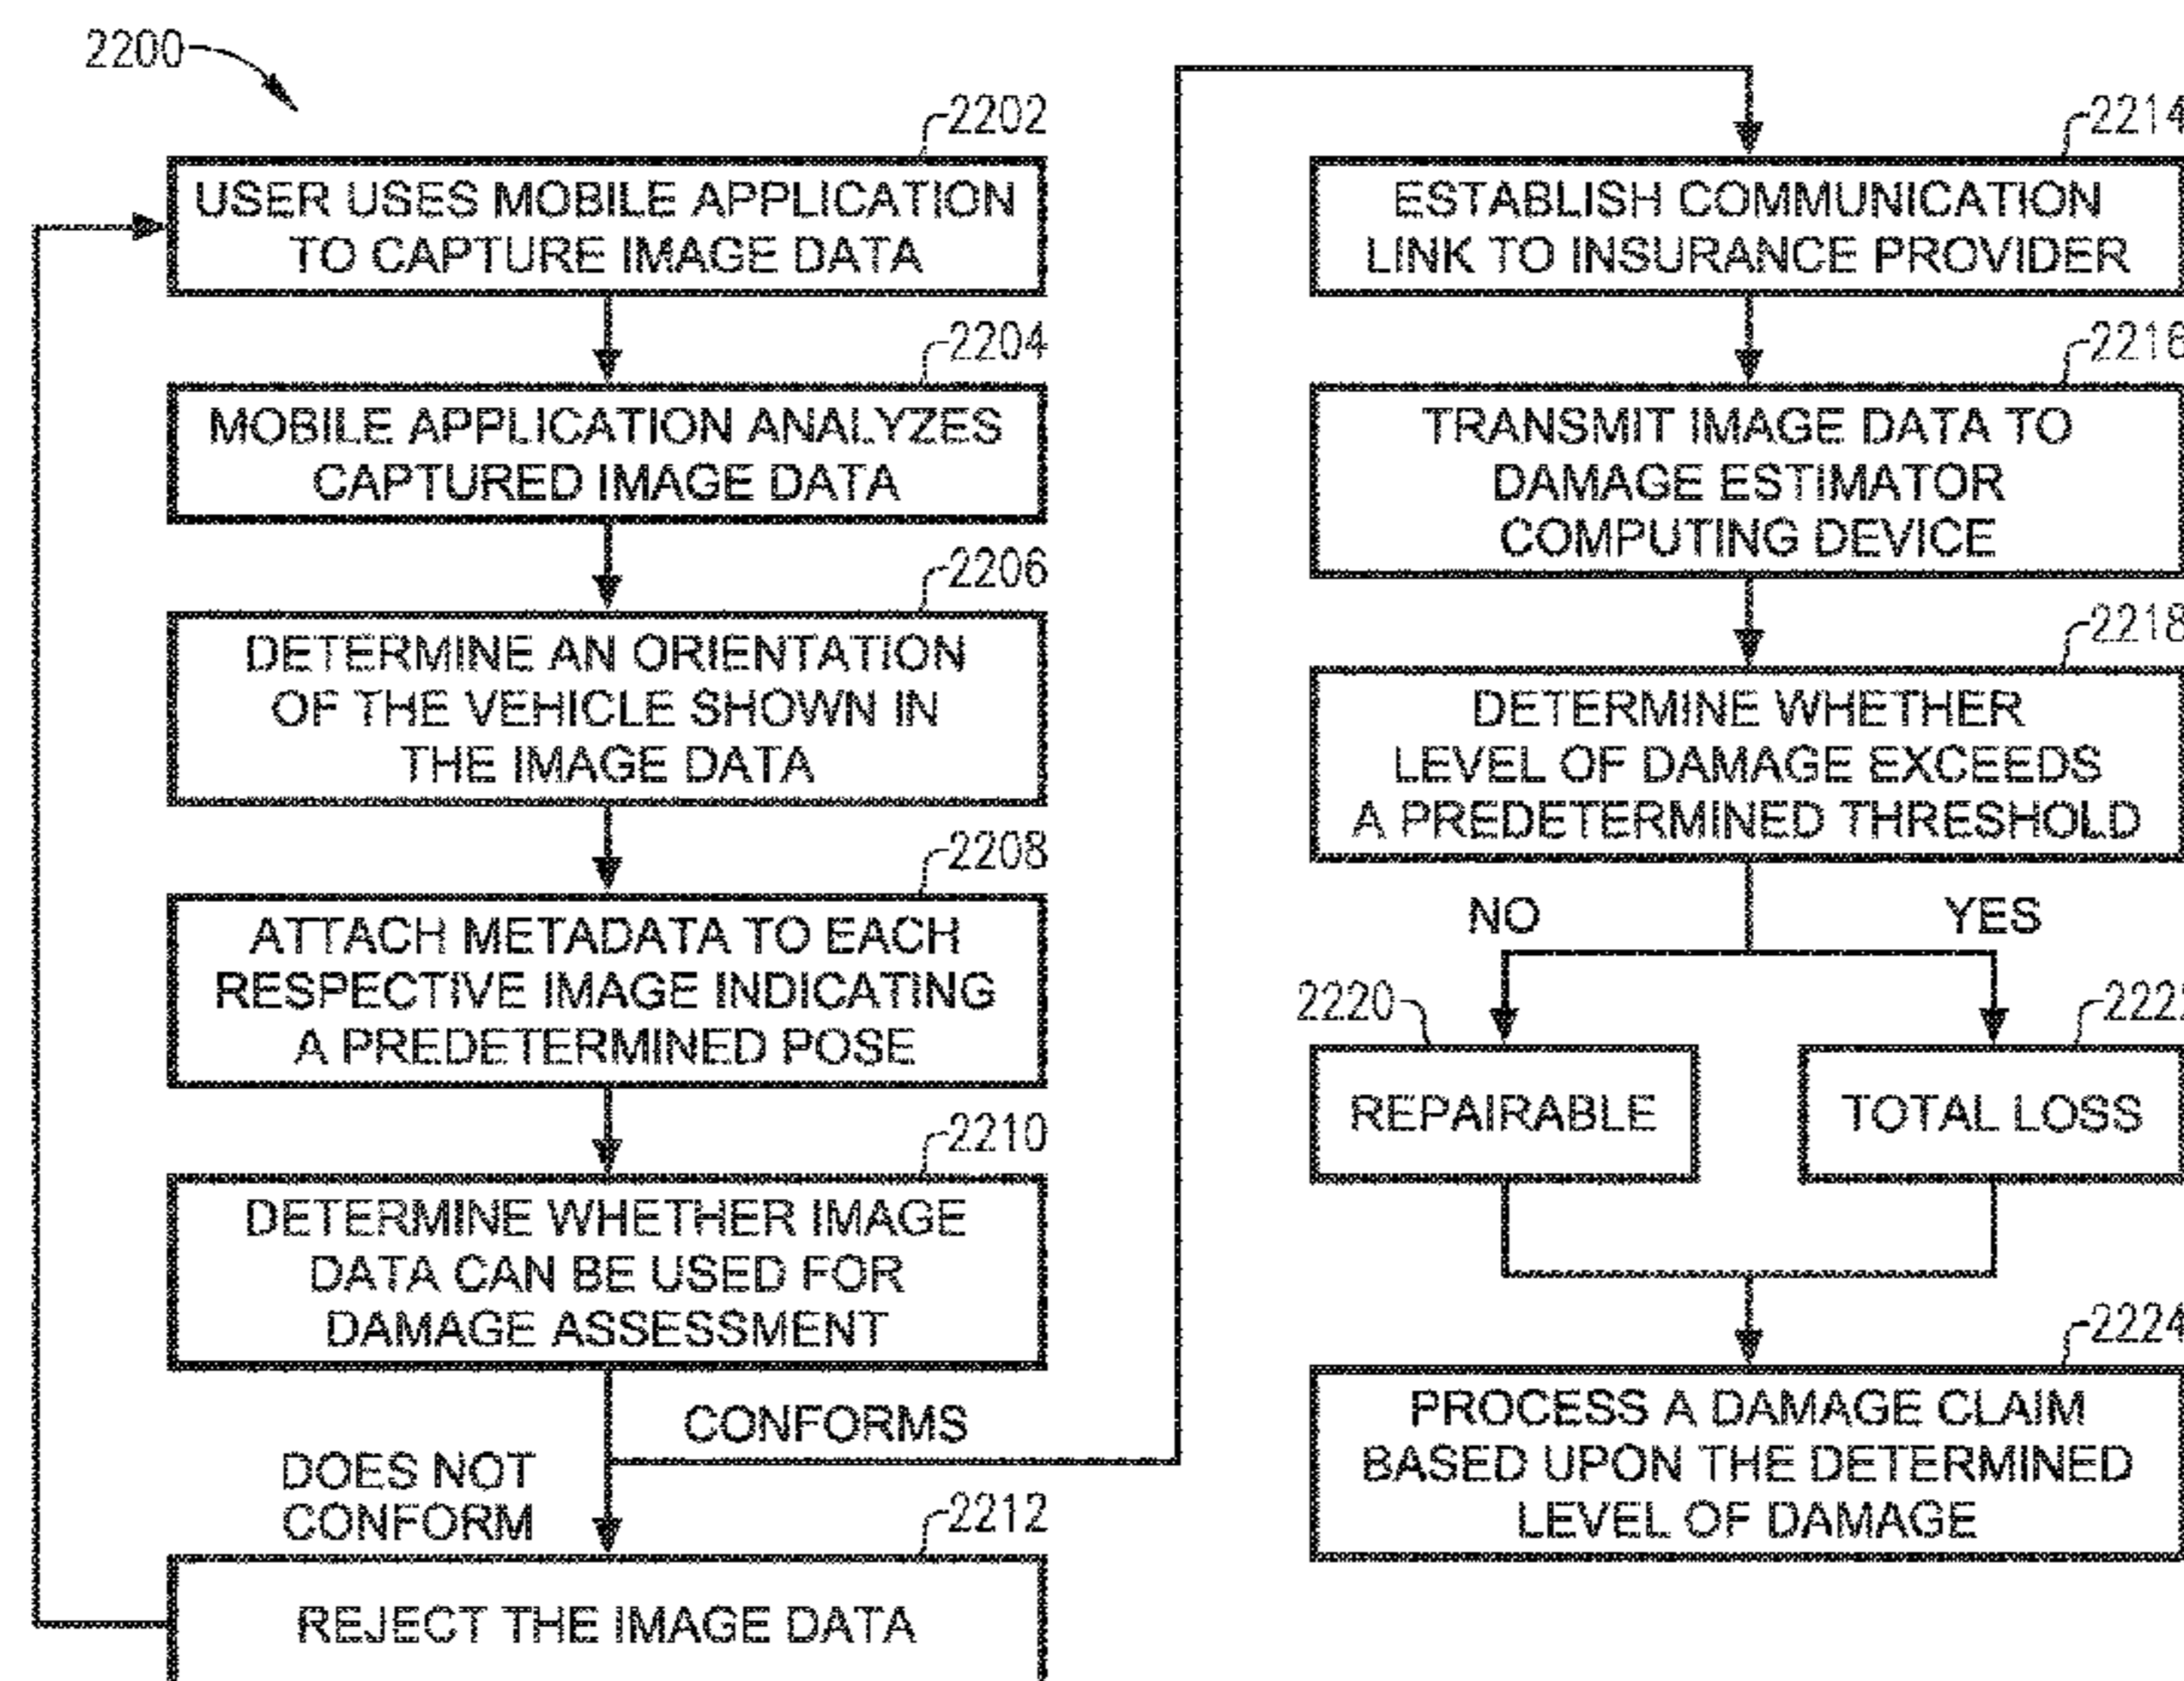 2200
2202
USER USES MOBILE APPLICATION
TO CAPTURE IMAGE DATA
2204
MOBILE APPLICATION ANALYZES
CAPTURED IMAGE DATA
2206
DETERMINE AN ORIENTATION
OF THE VEHICLE SHOWN IN
THE IMAGE DATA
2208
ATTACH METADATA TO EACH
RESPECTIVE IMAGE INDICATING
A PREDETERMINED POSE
2210
DETERMINE WHETHER IMAGE
DATA CAN BE USED FOR
DAMAGE ASSESSMENT
CONFORMS
DOES NOT
CONFORM
2212
REJECT THE IMAGE DATA
2214
ESTABLISH COMMUNICATION
LINK TO INSURANCE PROVIDER
2216
TRANSMIT IMAGE DATA TO
DAMAGE ESTIMATOR
COMPUTING DEVICE
2218
DETERMINE WHETHER
LEVEL OF DAMAGE EXCEEDS
A PREDETERMINED THRESHOLD
NO
YES
2220
REPAIRABLE
2222
TOTAL LOSS
2224
PROCESS A DAMAGE CLAIM
BASED UPON THE DETERMINED
LEVEL OF DAMAGE